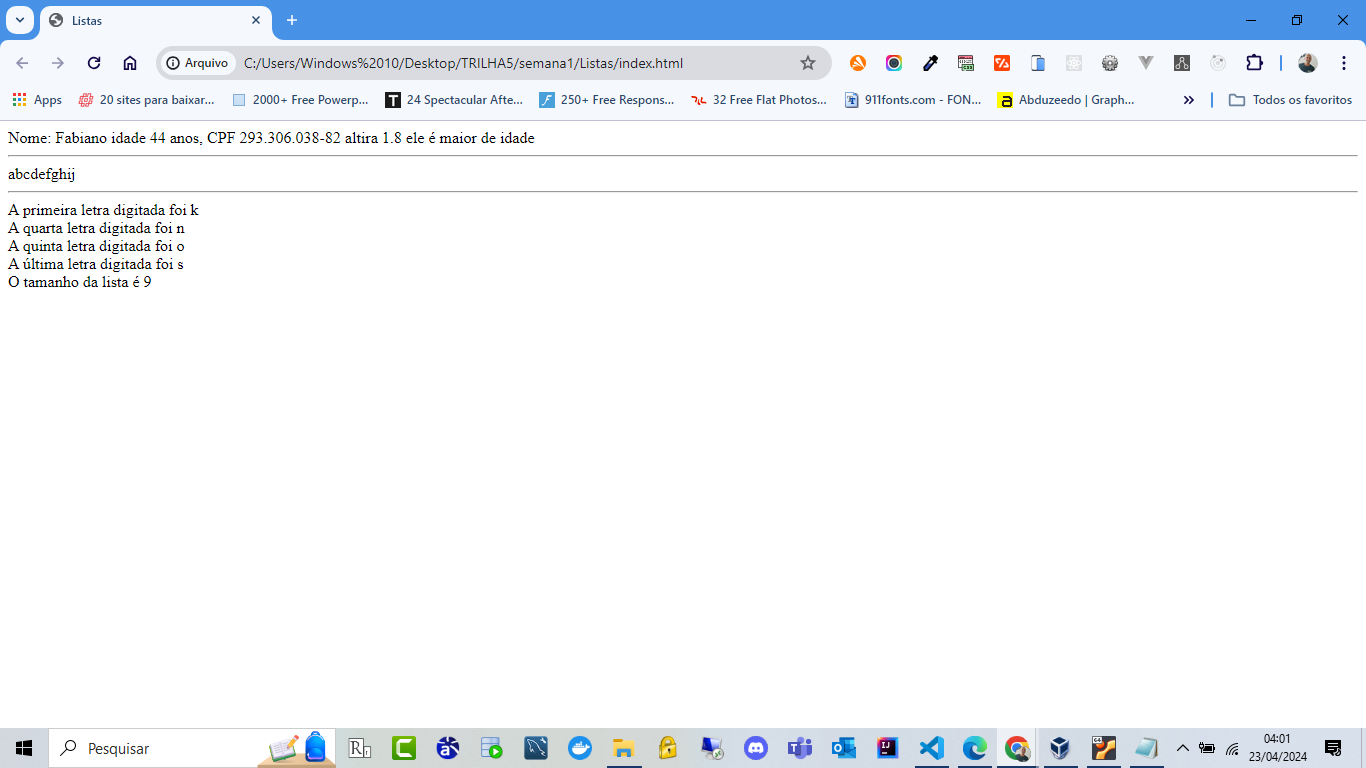 Listas
Arquivo
C:/Users/Windows%2010/Desktop/TRILHA5/semana1/Listas/index.html
Apps
20 sites para baixar...
2000+ Free Powerp...
24 Spectacular Afte...
250+ Free Respons...
32 Free Flat Photos...
911fonts.com - FON...
Abduzeedo | Graph...
Todos os favoritos
Nome: Fabiano idade 44 anos, CPF 293.306.038-82 altira 1.8 ele é maior de idade
abcdefghij
A primeira letra digitada foi k
A quarta letra digitada foi n
A quinta letra digitada foi o
A última letra digitada foi s
O tamanho da lista é 9
Pesquisar
04:01
23/04/2024